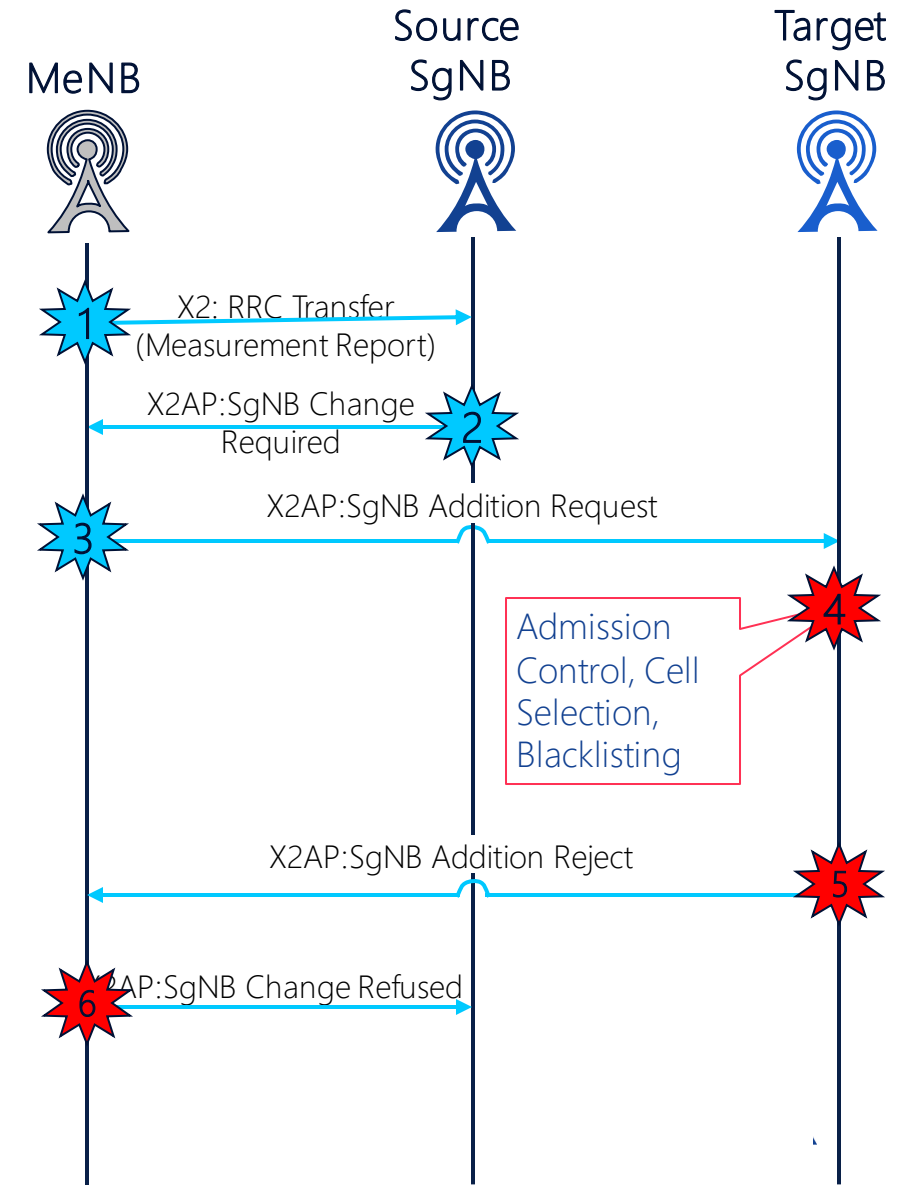 MeNB
Source
SgNB
Target
SgNB
1
X2: RRC Transfer
(Measurement Report)
X2AP:SgNB Change
Required
2
X2AP:SgNB Addition Request
3
4
Admission
Control, Cell
Selection,
Blacklisting
X2AP:SgNB Addition Reject
5
6
2AP:SgNB Change Refused